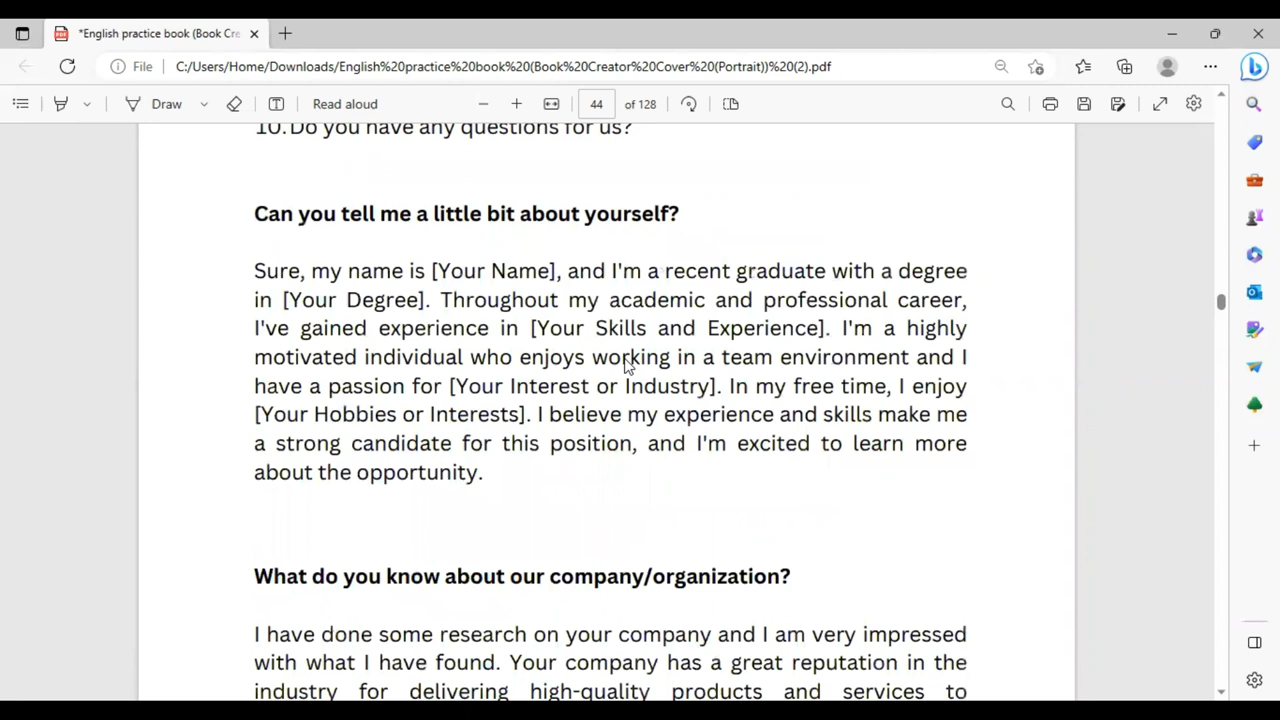 *English practice book (Book Cre
File
C:/Users/Home/Downloads/English%20practice%20book%20(Book%20Creator%20Cover%20(Portrait))%20(2).pdf
Draw
Read aloud
44
of 128
10. Do you have any questions for us?
Can you tell me a little bit about yourself?
Sure, my name is [Your Name], and I'm a recent graduate with a degree
in [Your Degree]. Throughout my academic and professional career,
I've gained experience in [Your Skills and Experience]. I'm a highly
motivated individual who enjoys working in a team environment and I
have a passion for [Your Interest or Industry]. In my free time, I enjoy
[Your Hobbies or Interests]. I believe my experience and skills make me
a strong candidate for this position, and I'm excited to learn more
about the opportunity.
What do you know about our company/organization?
I have done some research on your company and I am very impressed
with what I have found. Your company has a great reputation in the
industry for delivering high-quality products and services to